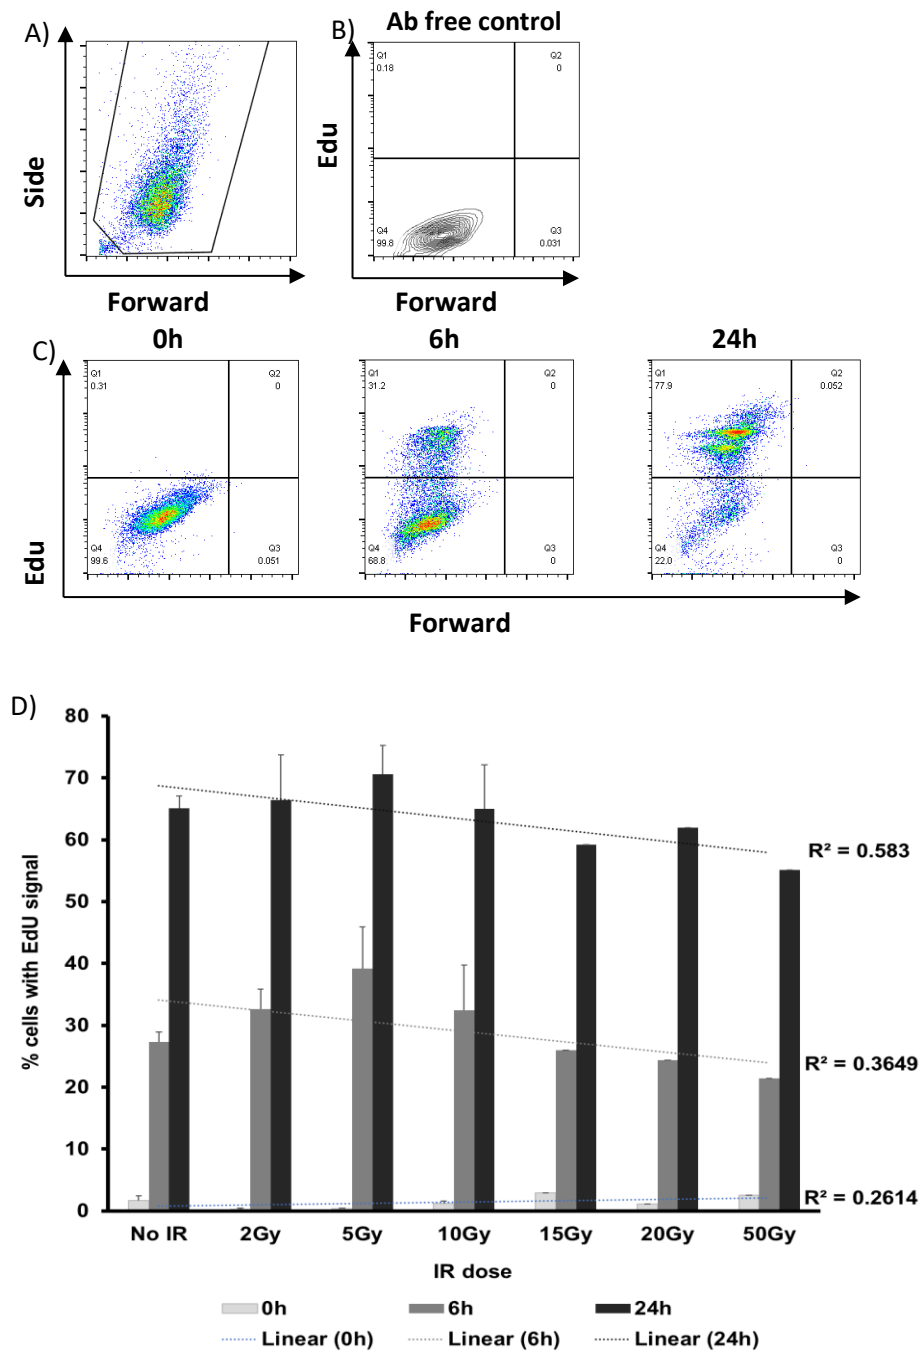 A)
Side
Forward
B)
Ab free control
Edu
Q1
0.18
Q2
0
Q4
99.8
Q3
0.031
Forward
C)
0h
6h
24h
Edu
Q1
0.31
Q2
0
Q4
99.6
Q3
0.051
Q1
31.2
Q2
0
Q4
68.8
Q3
0
Q1
77.9
Q2
0.052
Q4
22.0
Q3
0
Forward
D)
% cells with EdU signal
80
70
60
50
40
30
20
10
0
R² = 0.583
R² = 0.3649
R² = 0.2614
No IR 2Gy 5Gy 10Gy 15Gy 20Gy 50Gy
IR dose
0h 6h 24h
Linear (0h) Linear (6h) Linear (24h)